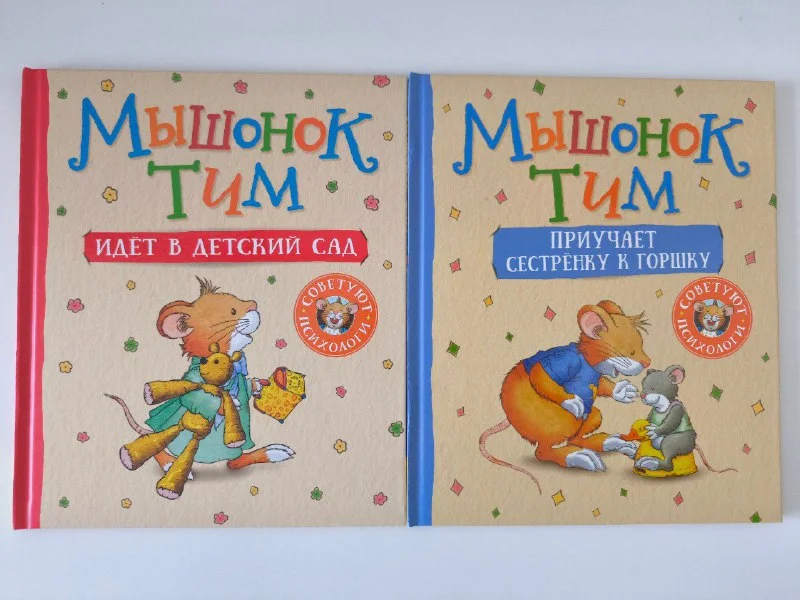 Мышонок
Тим
ИДЁТ В ДЕТСКИЙ САД
СОВЕТУЮТ
ПСИХОЛОГИ
Мышонок
Тим
ПРИУЧАЕТ
СЕСТРЁНКУ К ГОРШКУ
СОВЕТУЮТ
ПСИХОЛОГИ